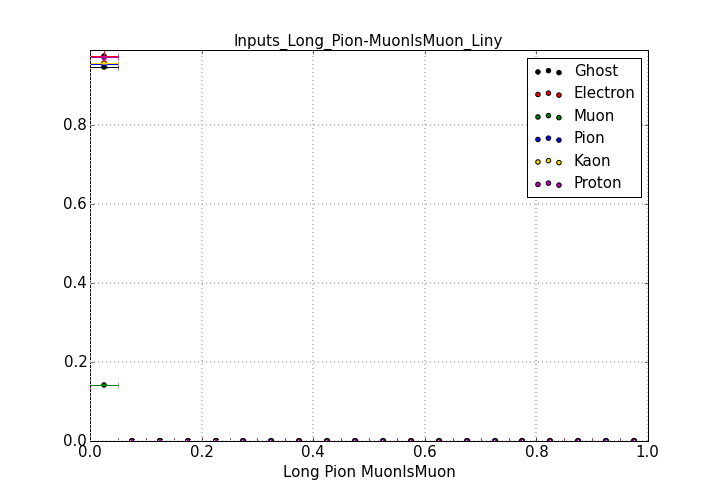 Inputs_Long_Pion-MuonIsMuon_Liny
Ghost
Electron
Muon
Pion
Kaon
Proton
0.8
0.6
0.4
0.2
0.0
0.0 0.2 0.4 0.6 0.8 1.0
Long Pion MuonIsMuon